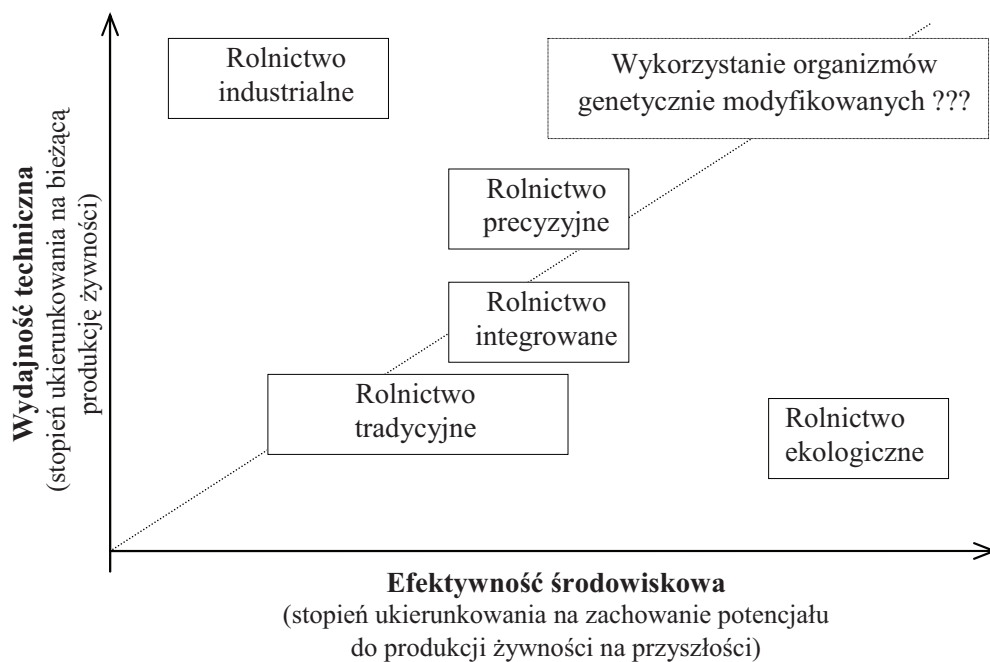 Rolnictwo
industrialne
Wykorzystanie organizmów
genetycznie modyfikowanych ???
Rolnictwo
precyzyjne
Rolnictwo
integrowane
Rolnictwo
tradycyjne
Rolnictwo
ekologiczne
Wydajność techniczna
(stopień ukierunkowania na bieżącą
produkcję żywności)
Efektywność środowiskowa
(stopień ukierunkowania na zachowanie potencjału
do produkcji żywności na przyszłości)